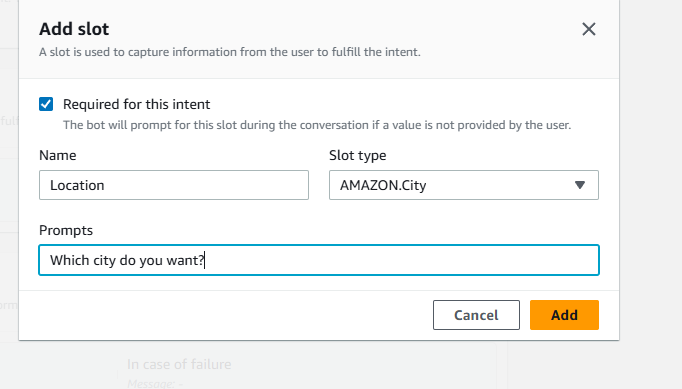 Add slot
A slot is used to capture information from the user to fulfill the intent.
Required for this intent
The bot will prompt for this slot during the conversation if a value is not provided by the user.
Name
Slot type
Location
AMAZON.City
Prompts
Which city do you want?
Cancel
Add
In case of failure
Message: -